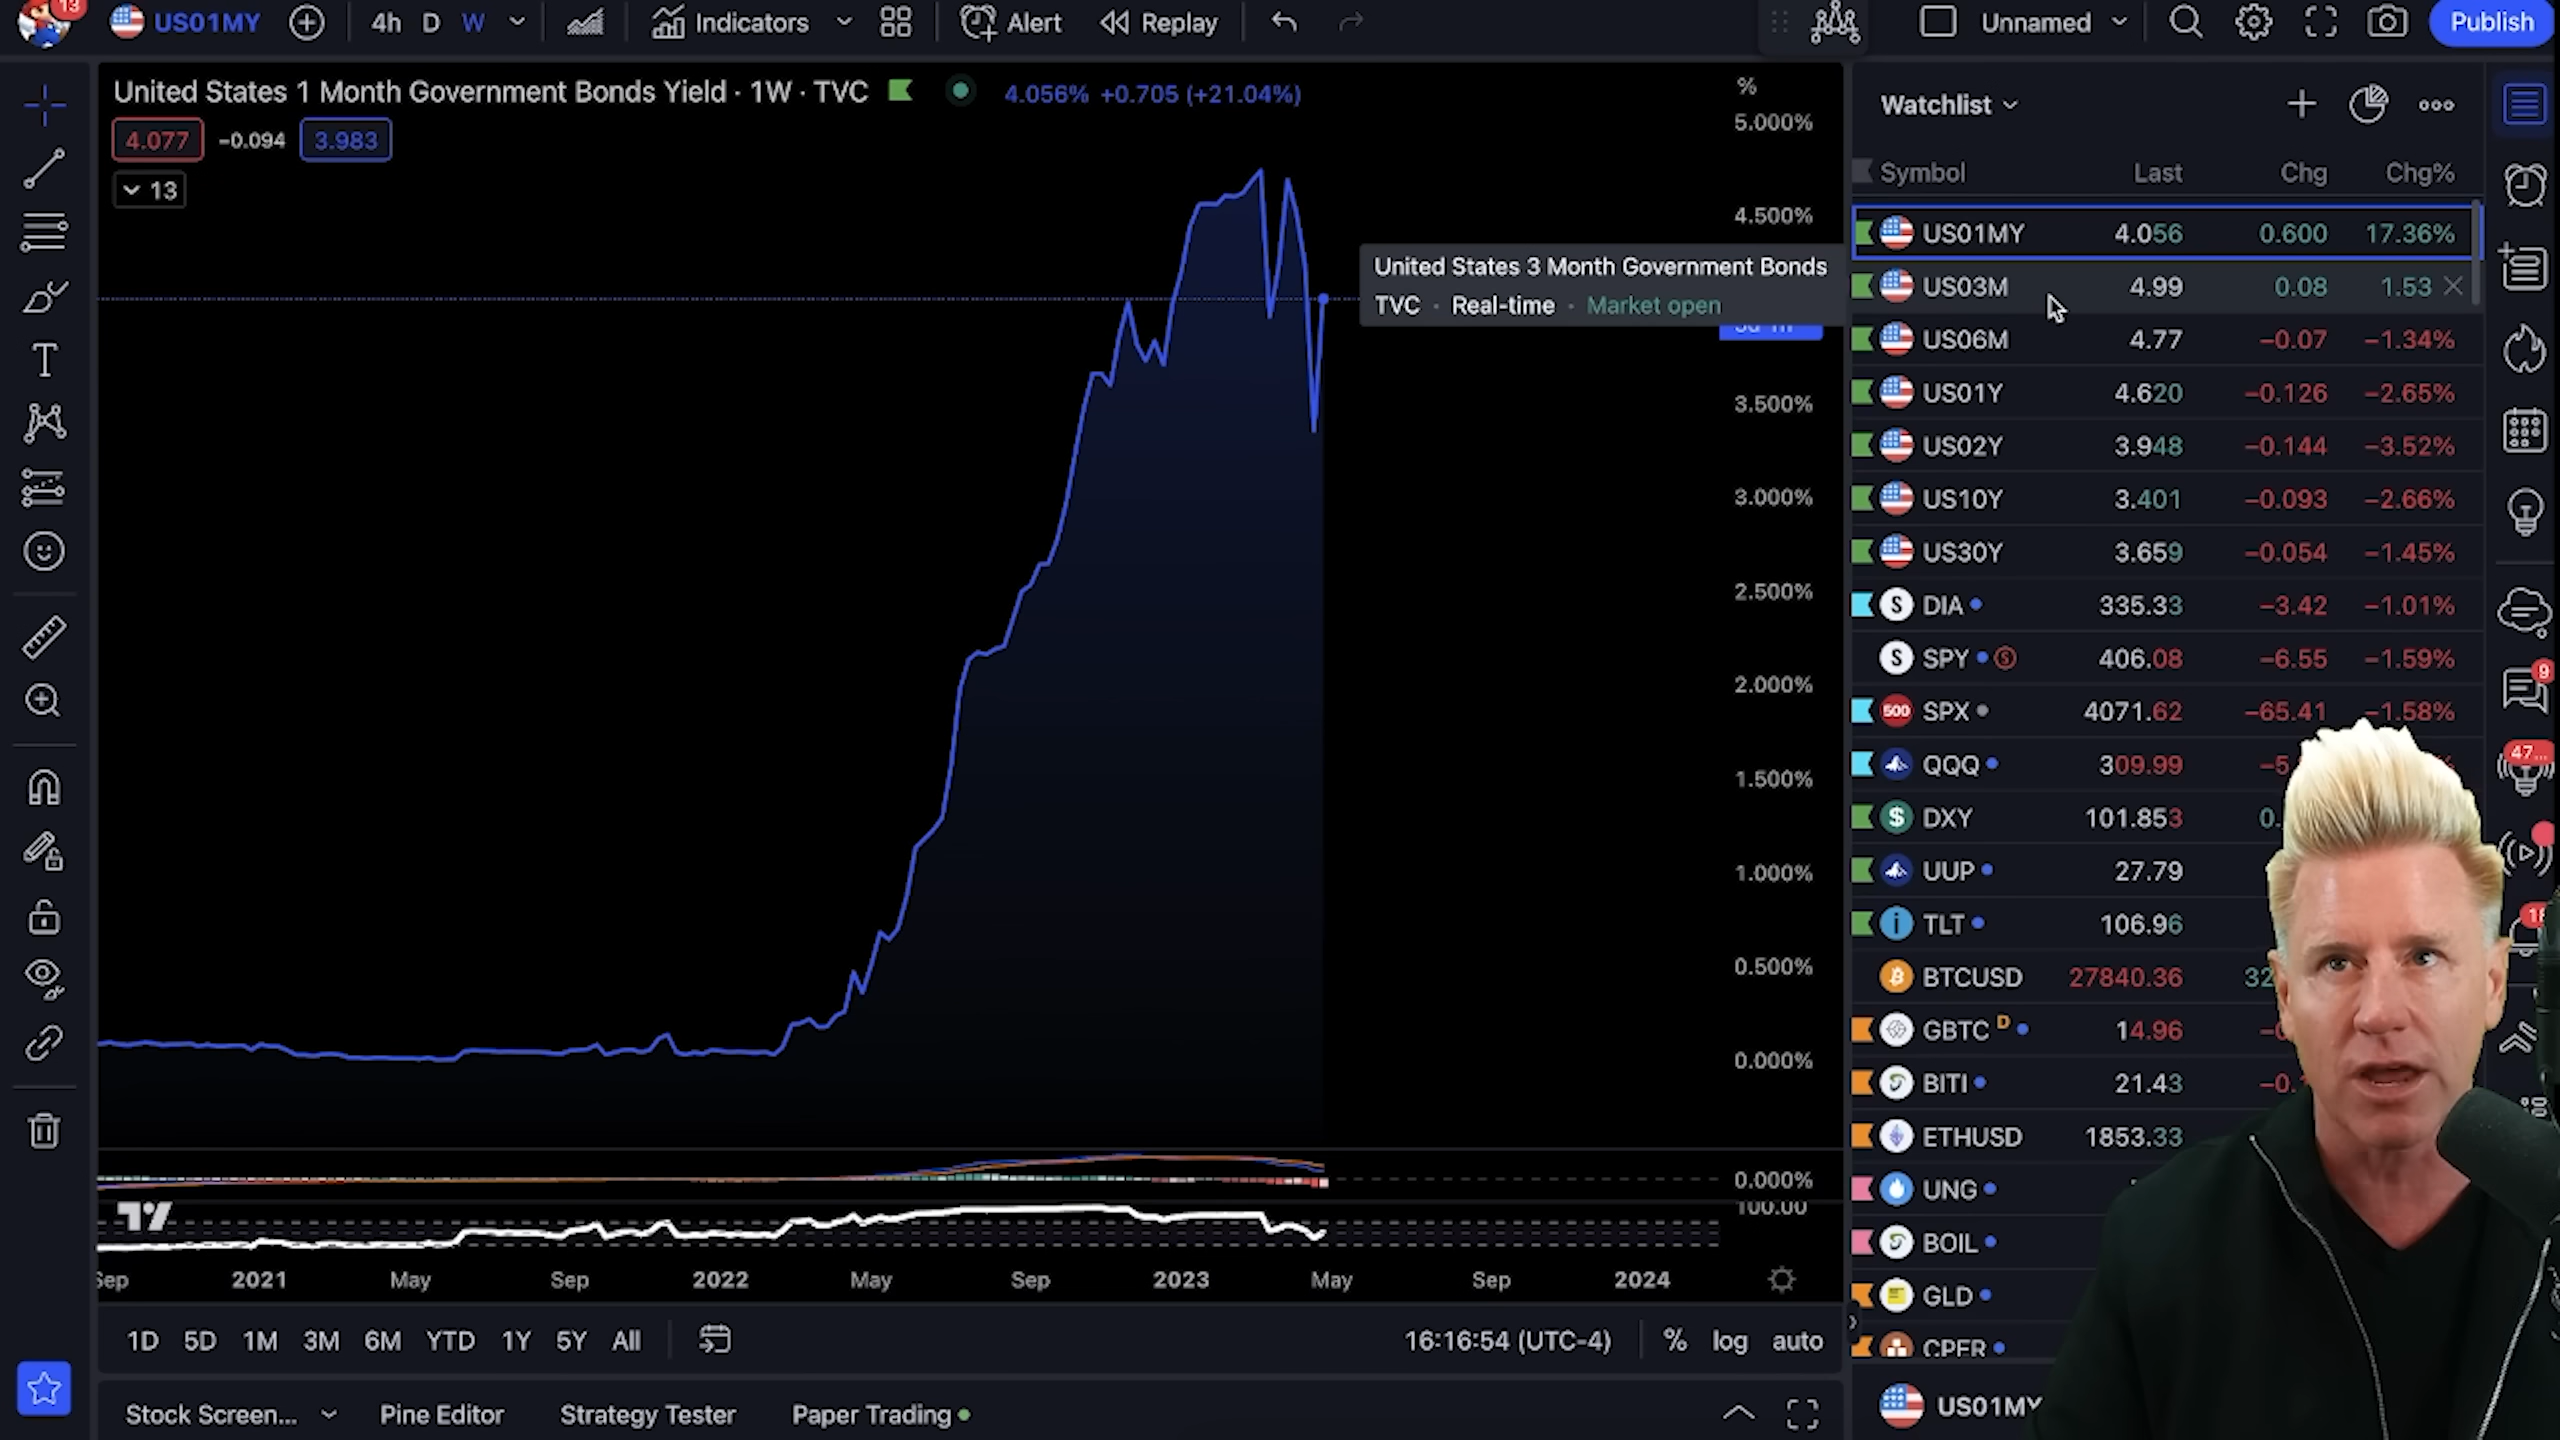 13
US01MY
4h D W
Indicators
Alert
Replay
Unnamed
Publish
United States 1 Month Government Bonds Yield · 1W · TVC
4.056% +0.705 (+21.04%)
4.077 −0.094 3.983
13
%
5.000%
4.500%
3.500%
3.000%
2.500%
2.000%
1.500%
1.000%
0.500%
0.000%
0.000%
100.00
United States 3 Month Government Bonds
TVC · Real-time · Market open
Sep 2021 May Sep 2022 May Sep 2023 May Sep 2024
1D 5D 1M 3M 6M YTD 1Y 5Y All
16:16:54 (UTC-4) % log auto
Stock Screen... Pine Editor Strategy Tester Paper Trading
Watchlist
Symbol Last Chg Chg%
US01MY 4.056 0.600 17.36%
US03M 4.99 0.08 1.53
US06M 4.77 −0.07 −1.34%
US01Y 4.620 −0.126 −2.65%
US02Y 3.948 −0.144 −3.52%
US10Y 3.401 −0.093 −2.66%
US30Y 3.659 −0.054 −1.45%
DIA 335.33 −3.42 −1.01%
SPY 406.08 −6.55 −1.59%
500 SPX 4071.62 −65.41 −1.58%
QQQ 309.99 −5
DXY 101.853 0.
UUP 27.79
TLT 106.96
BTCUSD 27840.36 32
GBTC D 14.96
BITI 21.43 −0.
ETHUSD 1853.33
UNG
BOIL
GLD
CPER
US01MY
9
47...
18